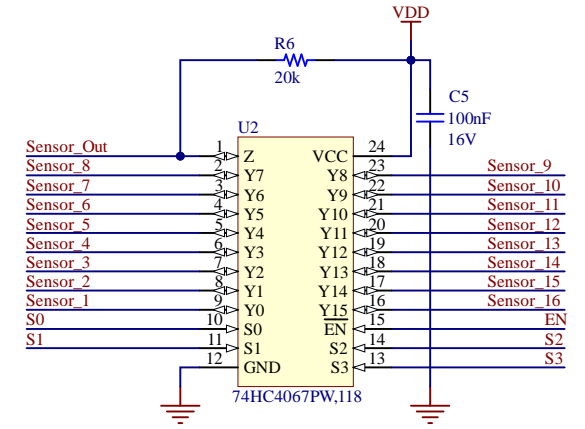 VDD
R6
20k
C5
100nF
16V
U2
Sensor_Out 1 Z VCC 24
Sensor_8 2 Y7 Y8 23 Sensor_9
Sensor_7 3 Y6 Y9 22 Sensor_10
Sensor_6 4 Y5 Y10 21 Sensor_11
Sensor_5 5 Y4 Y11 20 Sensor_12
Sensor_4 6 Y3 Y12 19 Sensor_13
Sensor_3 7 Y2 Y13 18 Sensor_14
Sensor_2 8 Y1 Y14 17 Sensor_15
Sensor_1 9 Y0 Y15 16 Sensor_16
S0 10 S0 EN 15 EN
S1 11 S1 S2 14 S2
12 GND S3 13 S3
74HC4067PW,118